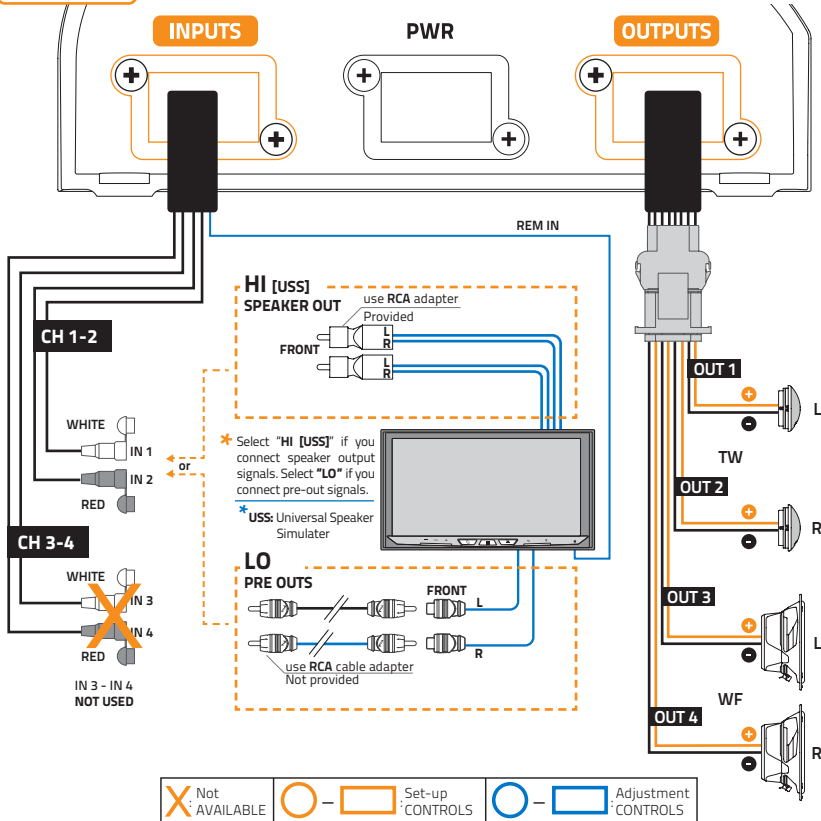 INPUTS
PWR
OUTPUTS
REM IN
HI [USS]
SPEAKER OUT
use RCA adapter
Provided
FRONT
L
R
L
R
CH 1-2
WHITE
IN 1
or
IN 2
RED
* Select "HI [USS]" if you
connect speaker output
signals. Select "LO" if you
connect pre-out signals.
* USS: Universal Speaker
Simulater
CH 3-4
WHITE
IN 3
IN 4
RED
IN 3 - IN 4
NOT USED
LO
PRE OUTS
FRONT
L
R
use RCA cable adapter
Not provided
OUT 1
+
-
L
TW
OUT 2
+
-
R
OUT 3
+
-
L
WF
OUT 4
+
-
R
X : Not
AVAILABLE
– : Set-up
CONTROLS
– : Adjustment
CONTROLS